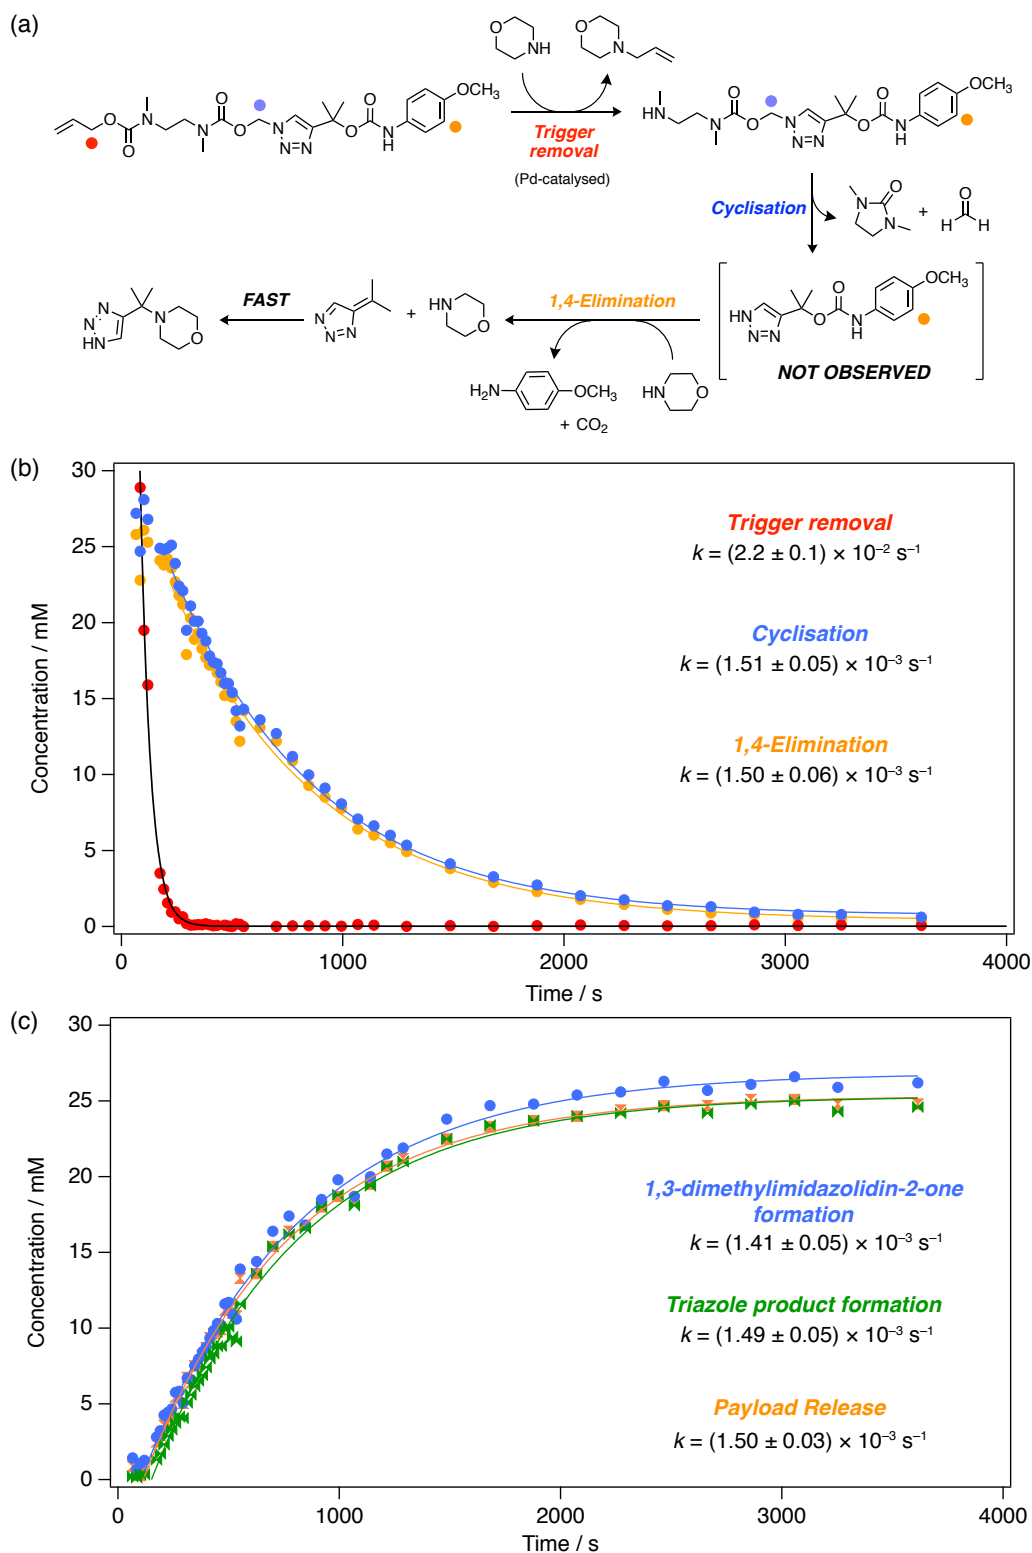 (a)
O
NH
O
N
O
O
N
N
O
O
N
N
N
O
O
N
H
OCH3
Trigger
removal
(Pd-catalysed)
H
N
N
O
O
N
N
N
O
O
N
H
OCH3
Cyclisation
N
O
N
+
O
H
H
N
N
HN
N
O
FAST
N
N
N
+
HN
O
1,4-Elimination
H2N
OCH3
+ CO2
HN
O
HN
N
N
O
O
N
H
OCH3
NOT OBSERVED
(b)
Concentration / mM
30
25
20
15
10
5
0
Trigger removal
k = (2.2 ± 0.1) × 10–2 s–1
Cyclisation
k = (1.51 ± 0.05) × 10–3 s–1
1,4-Elimination
k = (1.50 ± 0.06) × 10–3 s–1
0 1000 2000 3000 4000
Time / s
(c)
Concentration / mM
30
25
20
15
10
5
0
1,3-dimethylimidazolidin-2-one
formation
k = (1.41 ± 0.05) × 10–3 s–1
Triazole product formation
k = (1.49 ± 0.05) × 10–3 s–1
Payload Release
k = (1.50 ± 0.03) × 10–3 s–1
0 1000 2000 3000 4000
Time / s